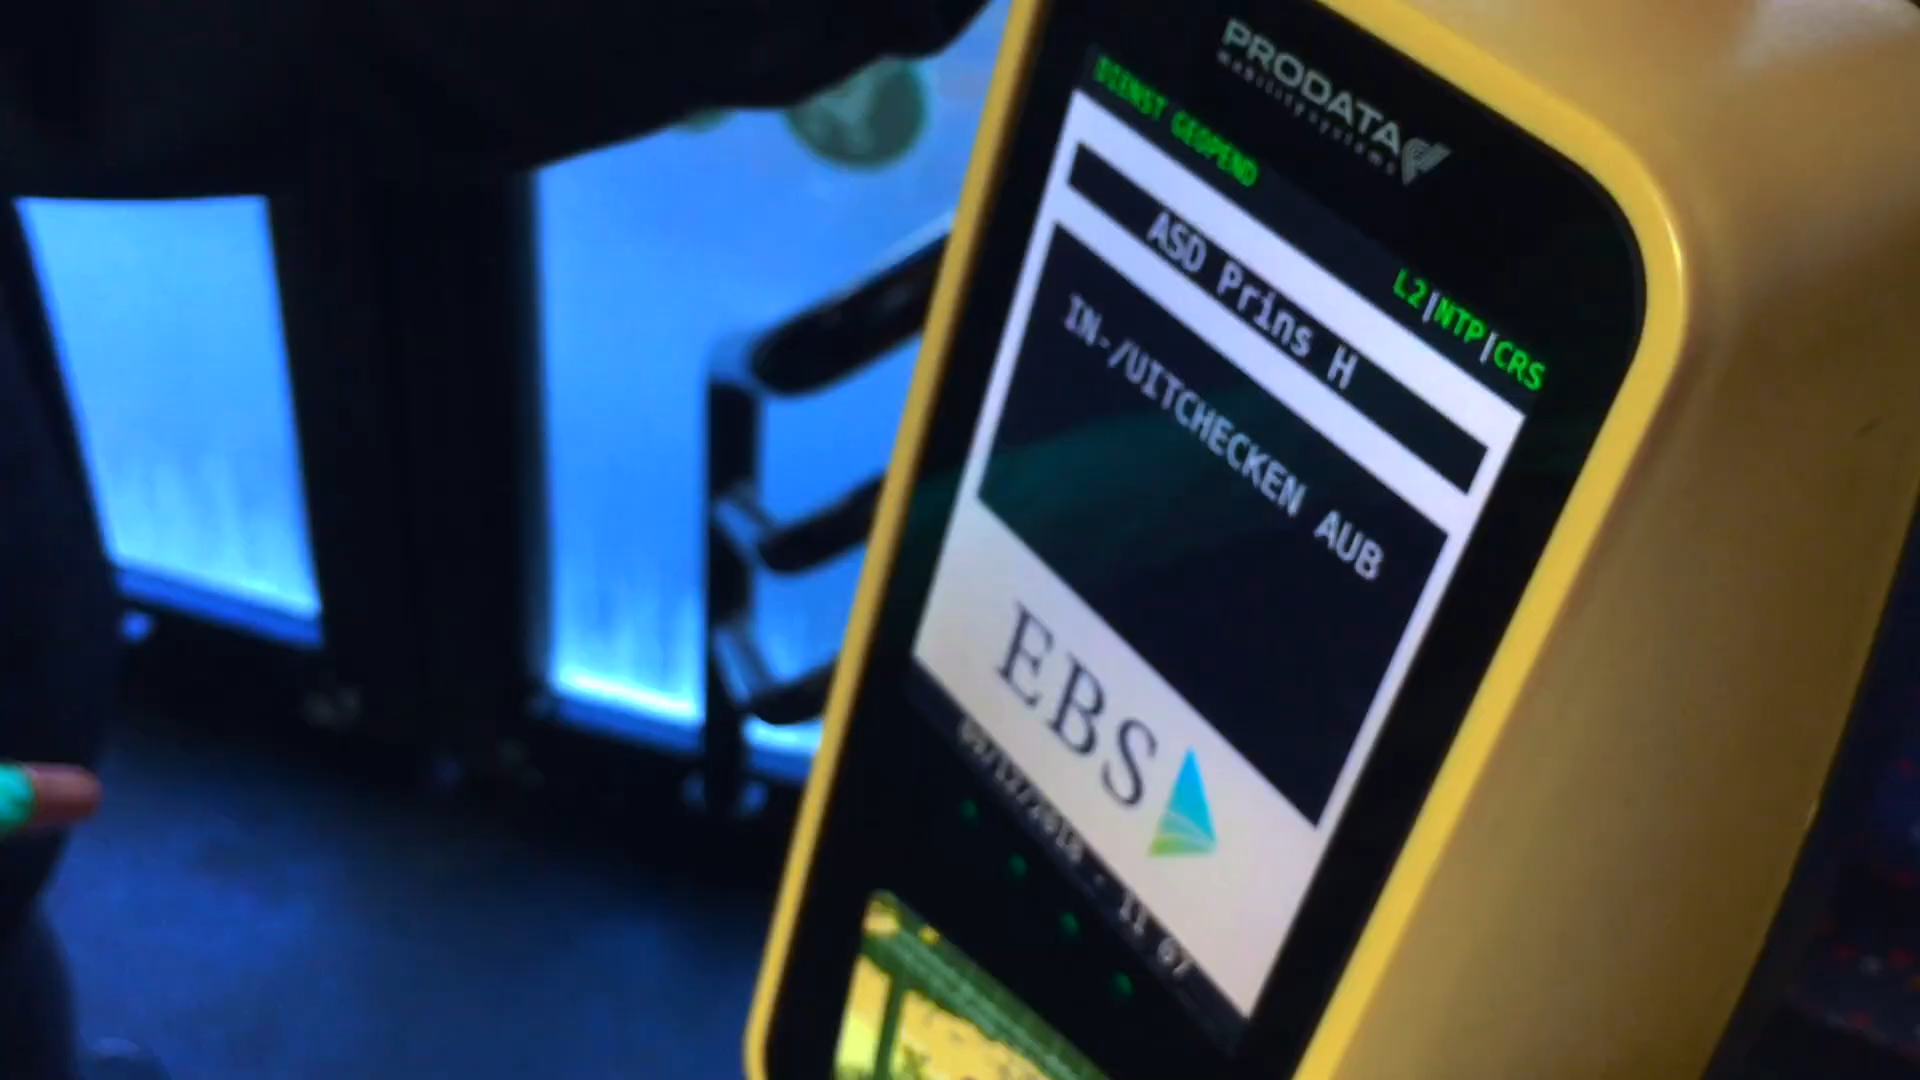 PRODATA
mobility systems
DIENST GEOPEND
L2|NTP|CRS
ASD Prins H
IN-/UITCHECKEN AUB
EBS